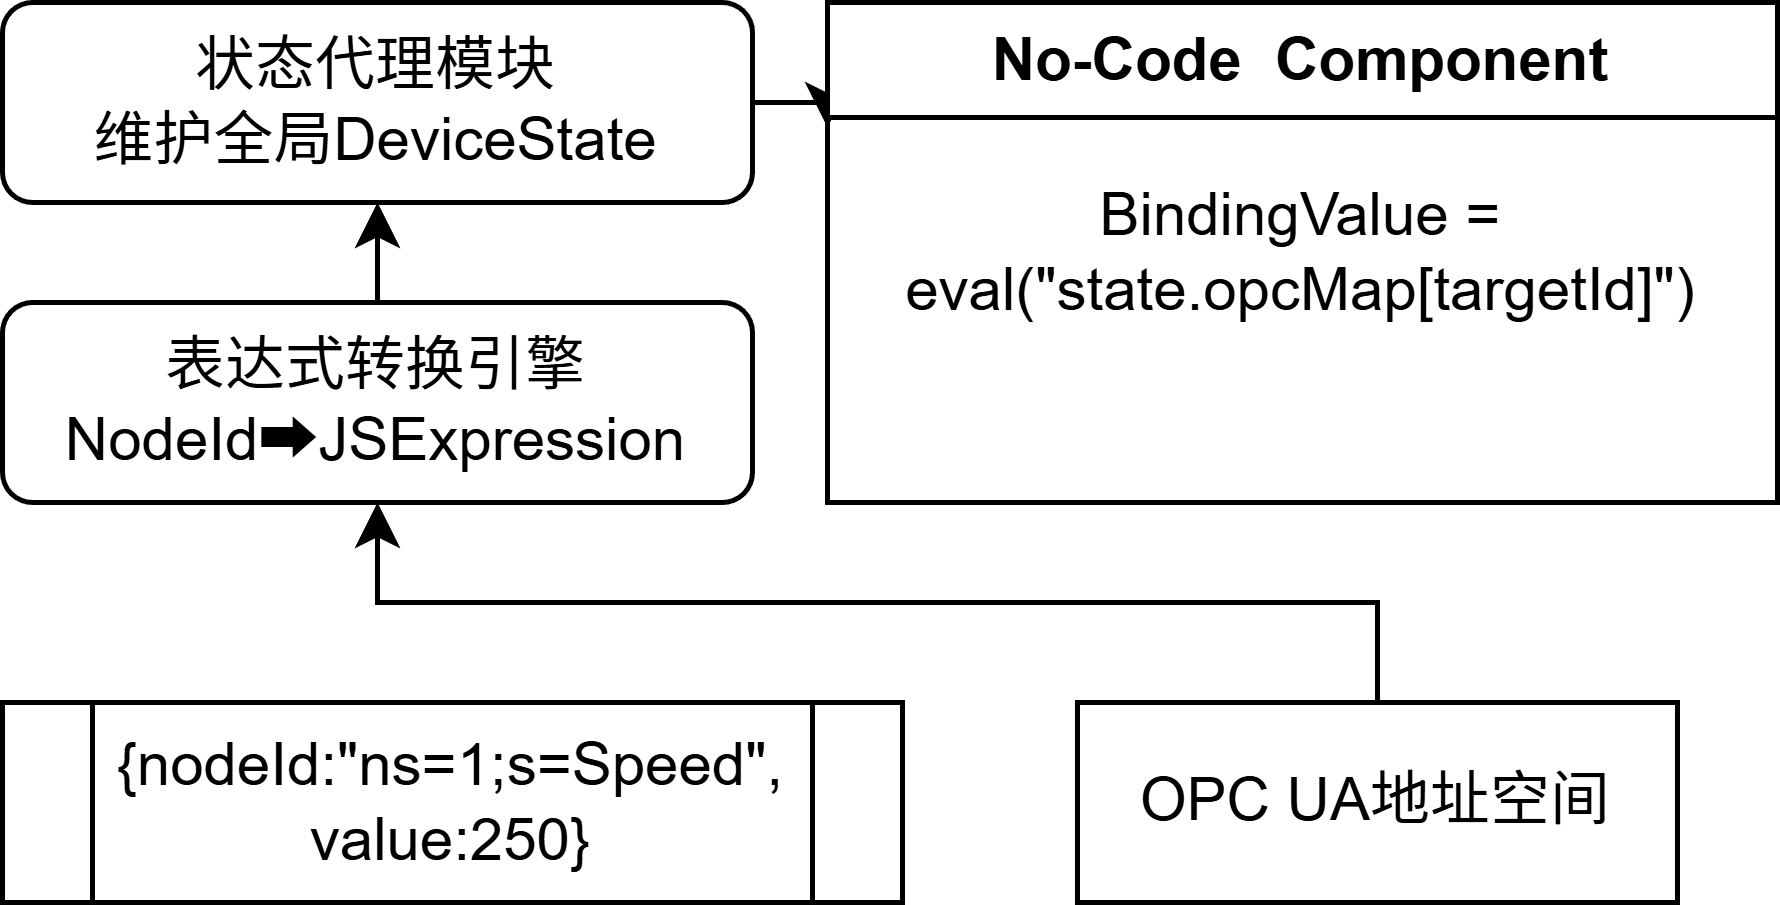 状态代理模块
维护全局DeviceState
No-Code  Component
BindingValue =
eval("state.opcMap[targetId]")
表达式转换引擎
NodeId➡JSExpression
{nodeId:"ns=1;s=Speed",
value:250}
OPC UA地址空间